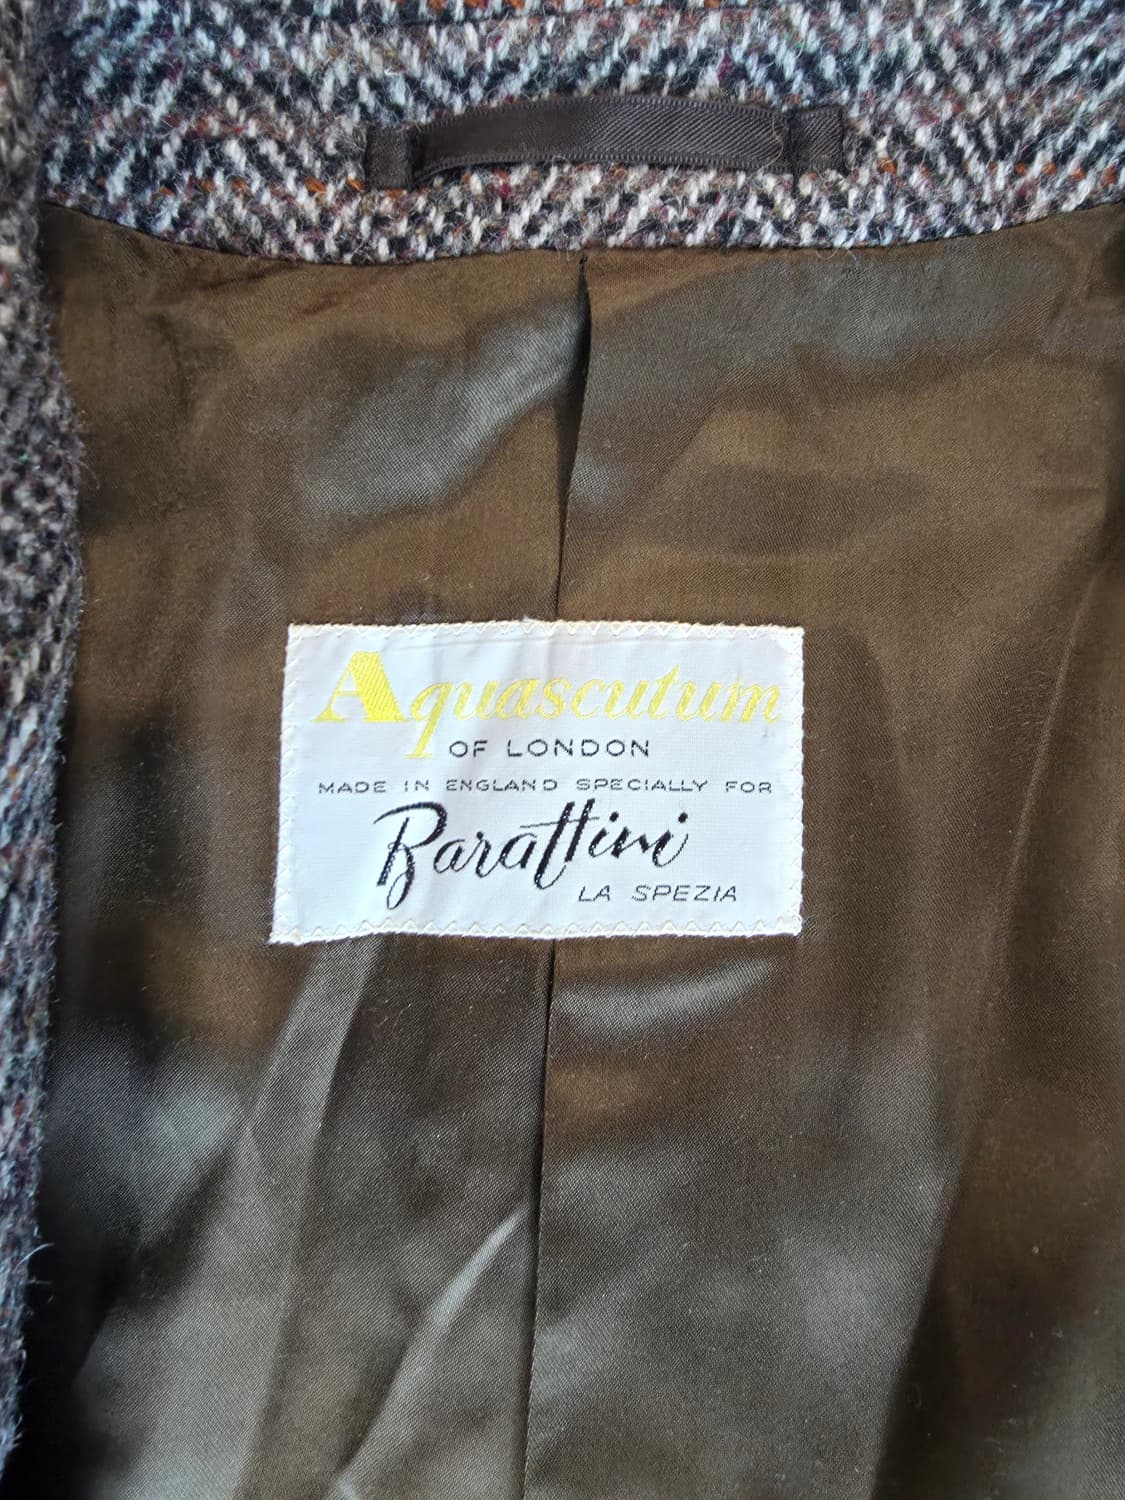 Aquascutum
OF LONDON
MADE IN ENGLAND SPECIALLY FOR
Barattini
LA SPEZIA